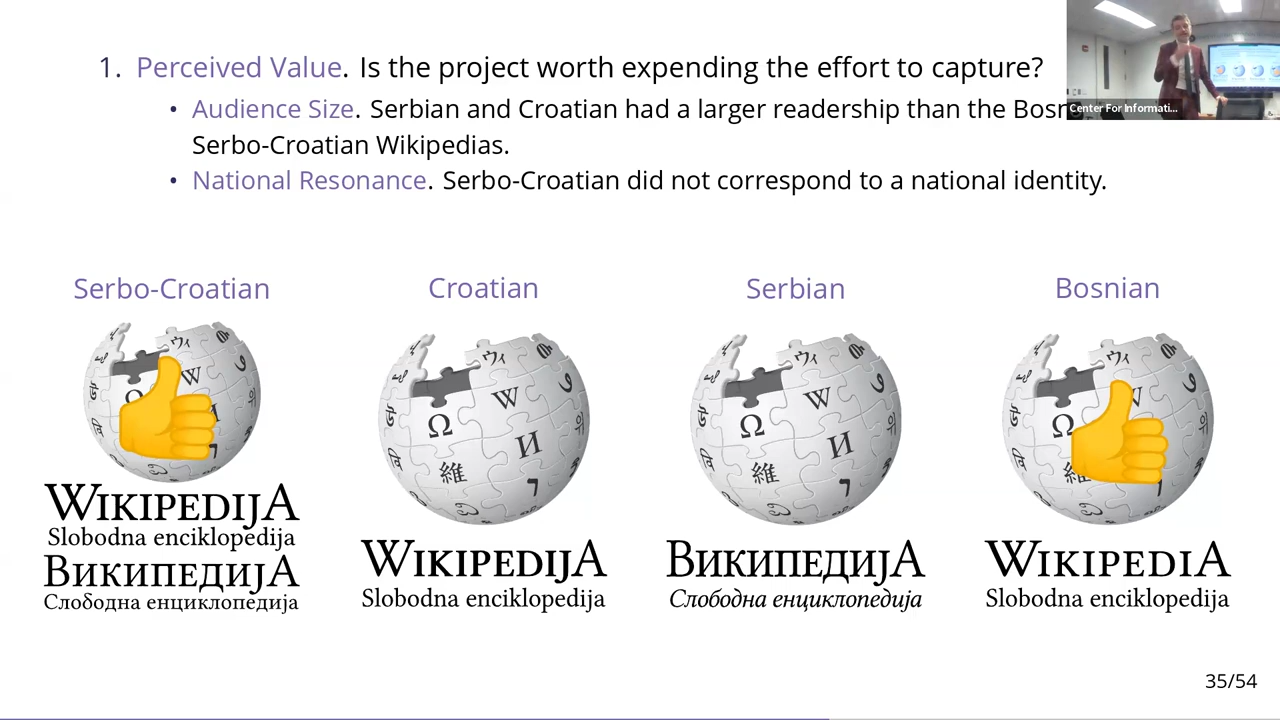 1. Perceived Value. Is the project worth expending the effort to capture?
• Audience Size. Serbian and Croatian had a larger readership than the
Serbo-Croatian Wikipedias.
• National Resonance. Serbo-Croatian did not correspond to a national identity.
Center For Informati...
Serbo-Croatian
Croatian
Serbian
Bosnian
WIKIPEDIJA
Slobodna enciklopedija
ВИКИПЕДИЈА
Слободна енциклопедија
WIKIPEDIJA
Slobodna enciklopedija
ВИКИПЕДИЈА
Слободна енциклопедија
WIKIPEDIA
Slobodna enciklopedija
35/54